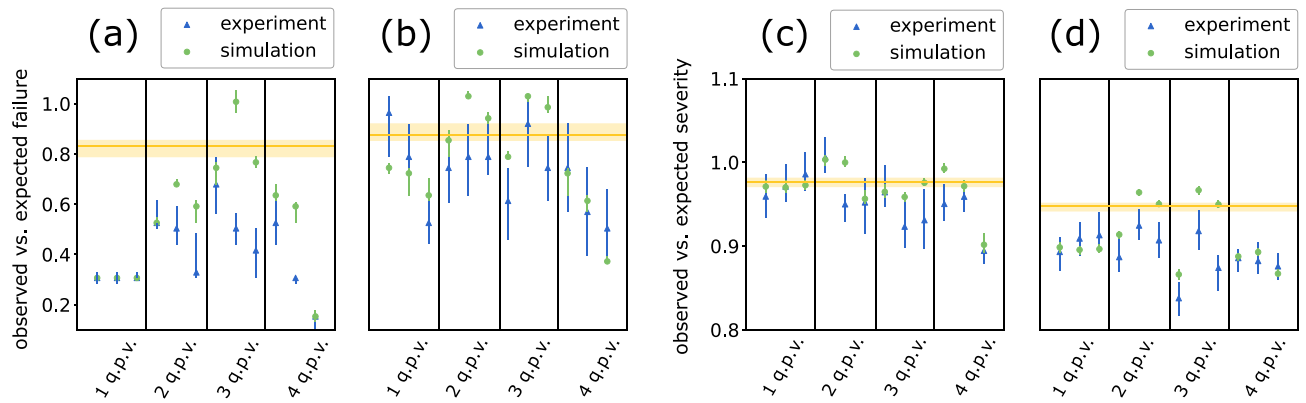 (a)
experiment
simulation
(b)
experiment
simulation
(c)
experiment
simulation
(d)
experiment
simulation
observed vs. expected failure
1.0
0.8
0.6
0.4
0.2
1 q.p.v.
2 q.p.v.
3 q.p.v.
4 q.p.v.
1 q.p.v.
2 q.p.v.
3 q.p.v.
4 q.p.v.
observed vs. expected severity
1.1
1.0
0.9
0.8
1 q.p.v.
2 q.p.v.
3 q.p.v.
4 q.p.v.
1 q.p.v.
2 q.p.v.
3 q.p.v.
4 q.p.v.